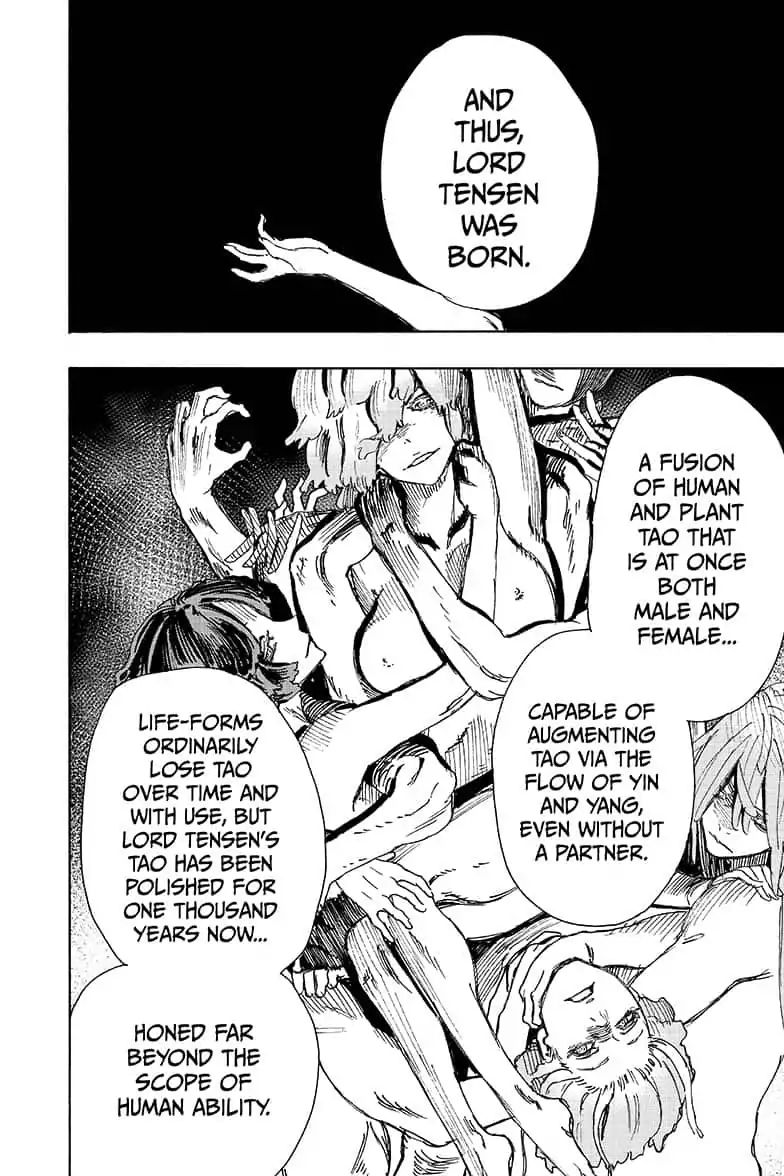 AND
THUS,
LORD
TENSEN
WAS
BORN.
A FUSION
OF HUMAN
AND PLANT
TAO THAT
IS AT ONCE
BOTH
MALE AND
FEMALE...
CAPABLE OF
AUGMENTING
TAO VIA THE
FLOW OF YIN
AND YANG,
EVEN WITHOUT
A PARTNER.
LIFE-FORMS
ORDINARILY
LOSE TAO
OVER TIME AND
WITH USE, BUT
LORD TENSEN'S
TAO HAS BEEN
POLISHED FOR
ONE THOUSAND
YEARS NOW...
HONED FAR
BEYOND THE
SCOPE OF
HUMAN ABILITY.